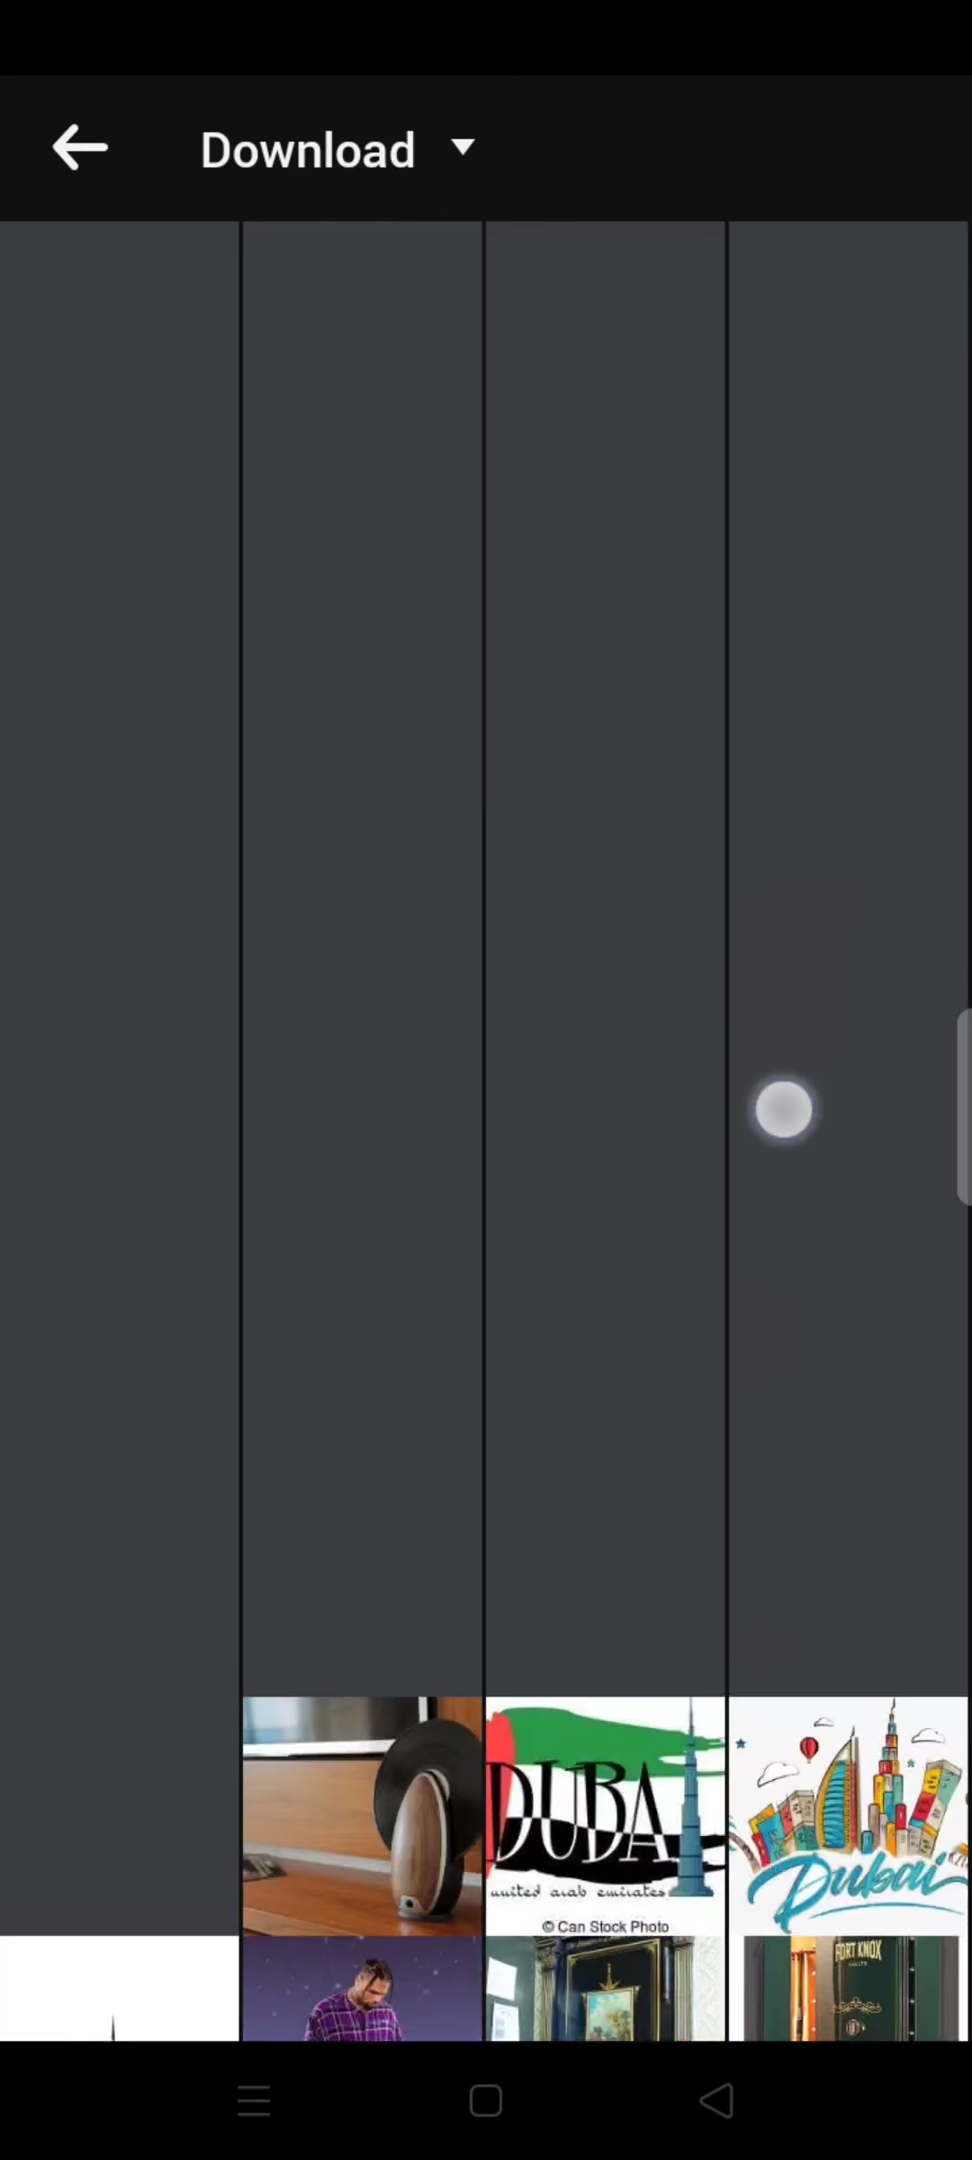 Download
DUBA
united arab emirates
© Can Stock Photo
Dubai
FORT KNOX